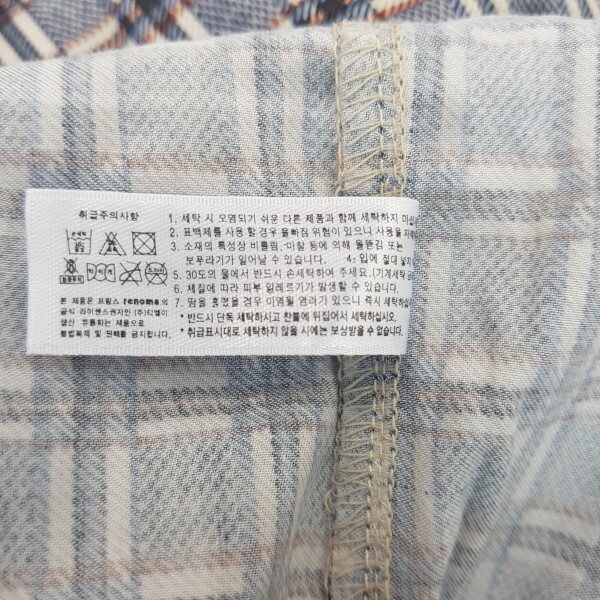 취급주의사항
본 제품은 프랑스 renoma의
공식 라이센스권자인 (주)티엘이
생산 유통하는 제품으로
불법복제 및 판매를 금지합니다.
1. 세탁 시 오염되기 쉬운 다른 제품과 함께 세탁하지 마십
2. 표백제를 사용 할 경우 물빠짐 위험이 있으니 사용을
3. 소재의 특성상 비틀림, 마찰 등에 의해 올뜯김 또는
보푸라기가 일어날 수 있습니다. 4. 입에 절대 넣지
5. 30도의 물에서 반드시 손세탁하여 주세요. (기계세탁
6. 체질에 따라 피부 알레르기가 발생할 수 있습니다.
7. 땀을 흘렸을 경우 이염될 염려가 있으니 즉시 세탁하십
* 반드시 단독 세탁하시고 찬물에 뒤집어서 세탁하십시오.
* 취급표시대로 세탁하지 않을 시에는 보상받을수 없습니다.